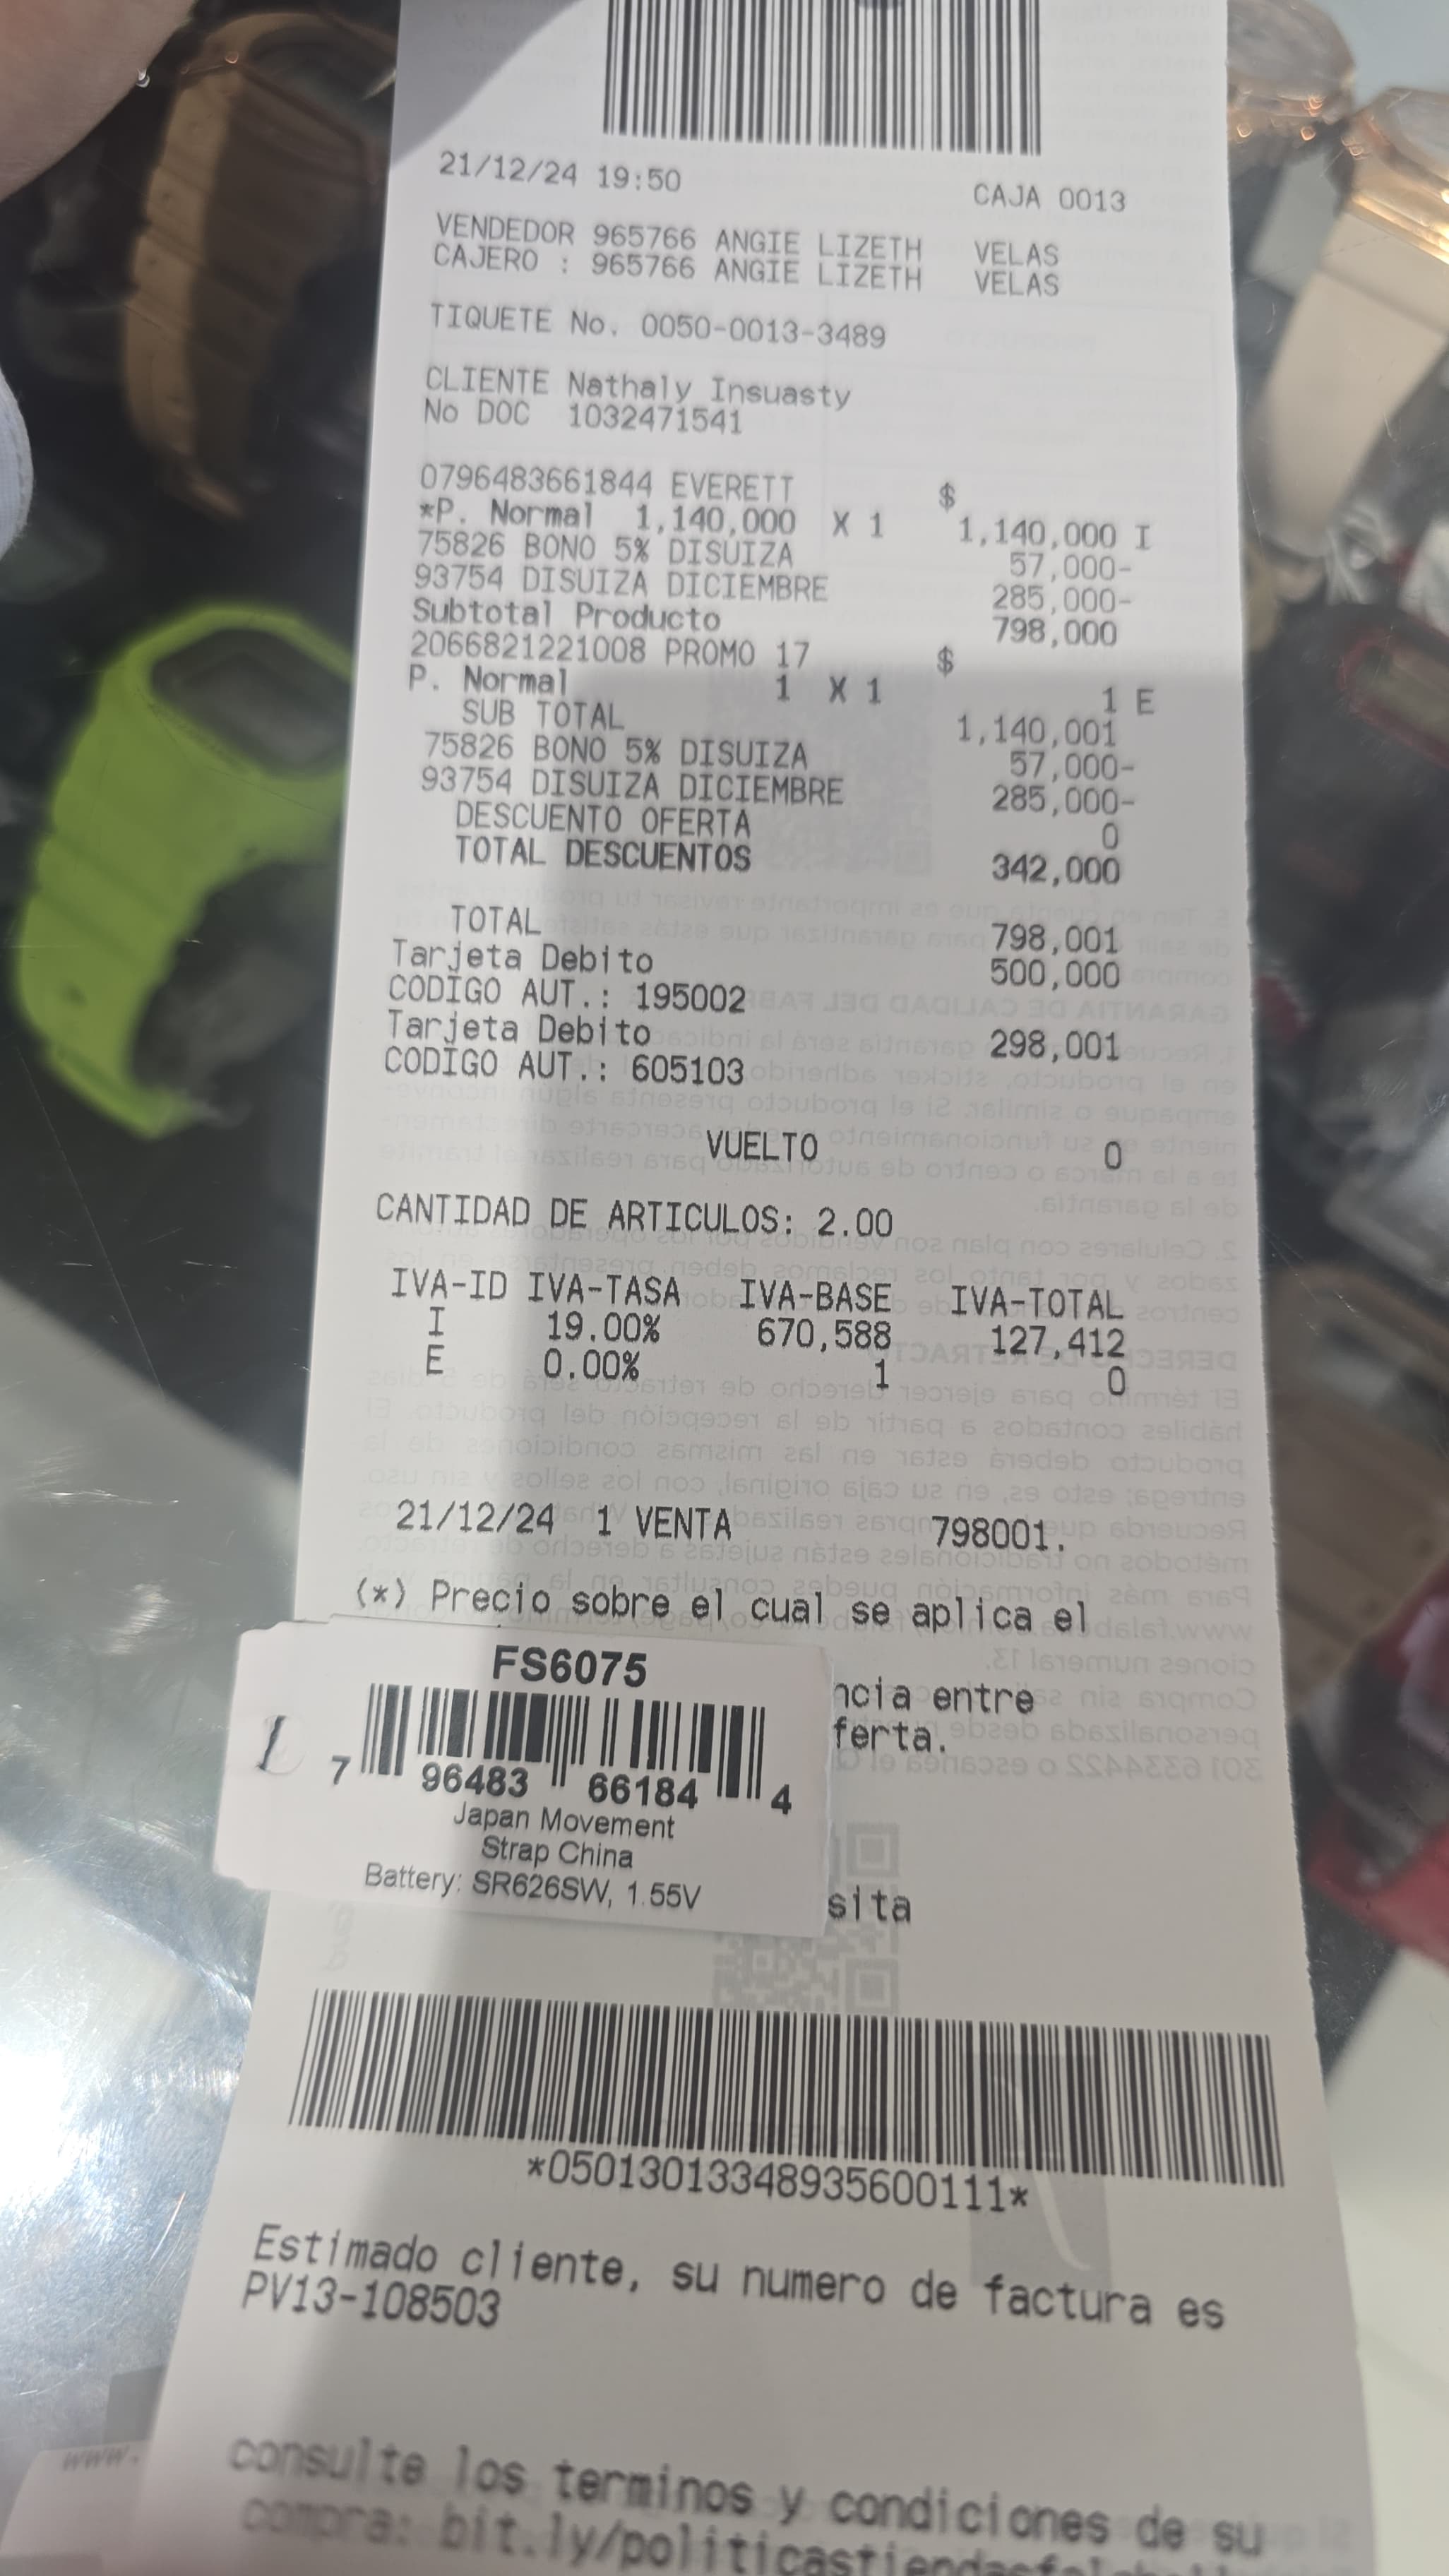 21/12/24 19:50 CAJA 0013
VENDEDOR 965766 ANGIE LIZETH VELAS
CAJERO : 965766 ANGIE LIZETH VELAS
TIQUETE No. 0050-0013-3489
CLIENTE Nathaly Insuasty
No DOC 1032471541
0796483661844 EVERETT $
*P. Normal 1,140,000 X 1 1,140,000 I
75826 BONO 5% DISUIZA 57,000-
93754 DISUIZA DICIEMBRE 285,000-
Subtotal Producto 798,000
2066821221008 PROMO 17 $
P. Normal 1 X 1 1 E
SUB TOTAL 1,140,001
75826 BONO 5% DISUIZA 57,000-
93754 DISUIZA DICIEMBRE 285,000-
DESCUENTO OFERTA 0
TOTAL DESCUENTOS 342,000
TOTAL 798,001
Tarjeta Debito 500,000
CODIGO AUT.: 195002
Tarjeta Debito 298,001
CODIGO AUT.: 605103
VUELTO 0
CANTIDAD DE ARTICULOS: 2.00
IVA-ID IVA-TASA IVA-BASE IVA-TOTAL
I 19.00% 670,588 127,412
E 0.00% 1 0
21/12/24 1 VENTA 798001.
(*) Precio sobre el cual se aplica el
ncia entre
ferta.
FS6075
7 96483 66184 4
Japan Movement
Strap China
Battery: SR626SW, 1.55V
sita
*05013013348935600111*
Estimado cliente, su numero de factura es
PV13-108503
www.
consulte los terminos y condiciones de su
compra: